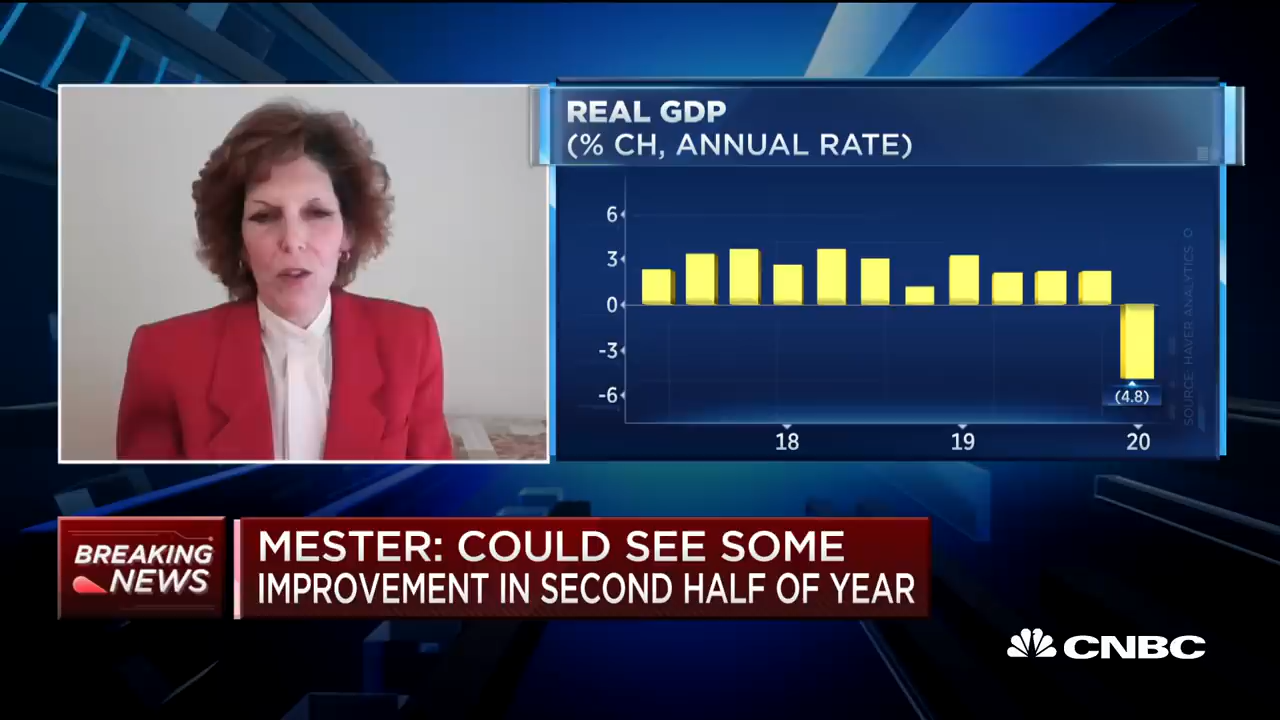 REAL GDP
(% CH, ANNUAL RATE)
6
3
0
-3
-6
(4.8)
18
19
20
SOURCE: HAVER ANALYTICS
BREAKING
NEWS
MESTER: COULD SEE SOME
IMPROVEMENT IN SECOND HALF OF YEAR
CNBC